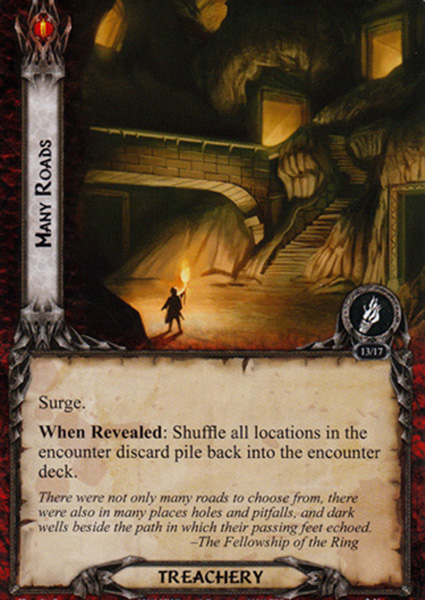 MANY ROADS
13/17
Surge.
When Revealed: Shuffle all locations in the
encounter discard pile back into the encounter
deck.
There were not only many roads to choose from, there
were also in many places holes and pitfalls, and dark
wells beside the path in which their passing feet echoed.
–The Fellowship of the Ring
TREACHERY